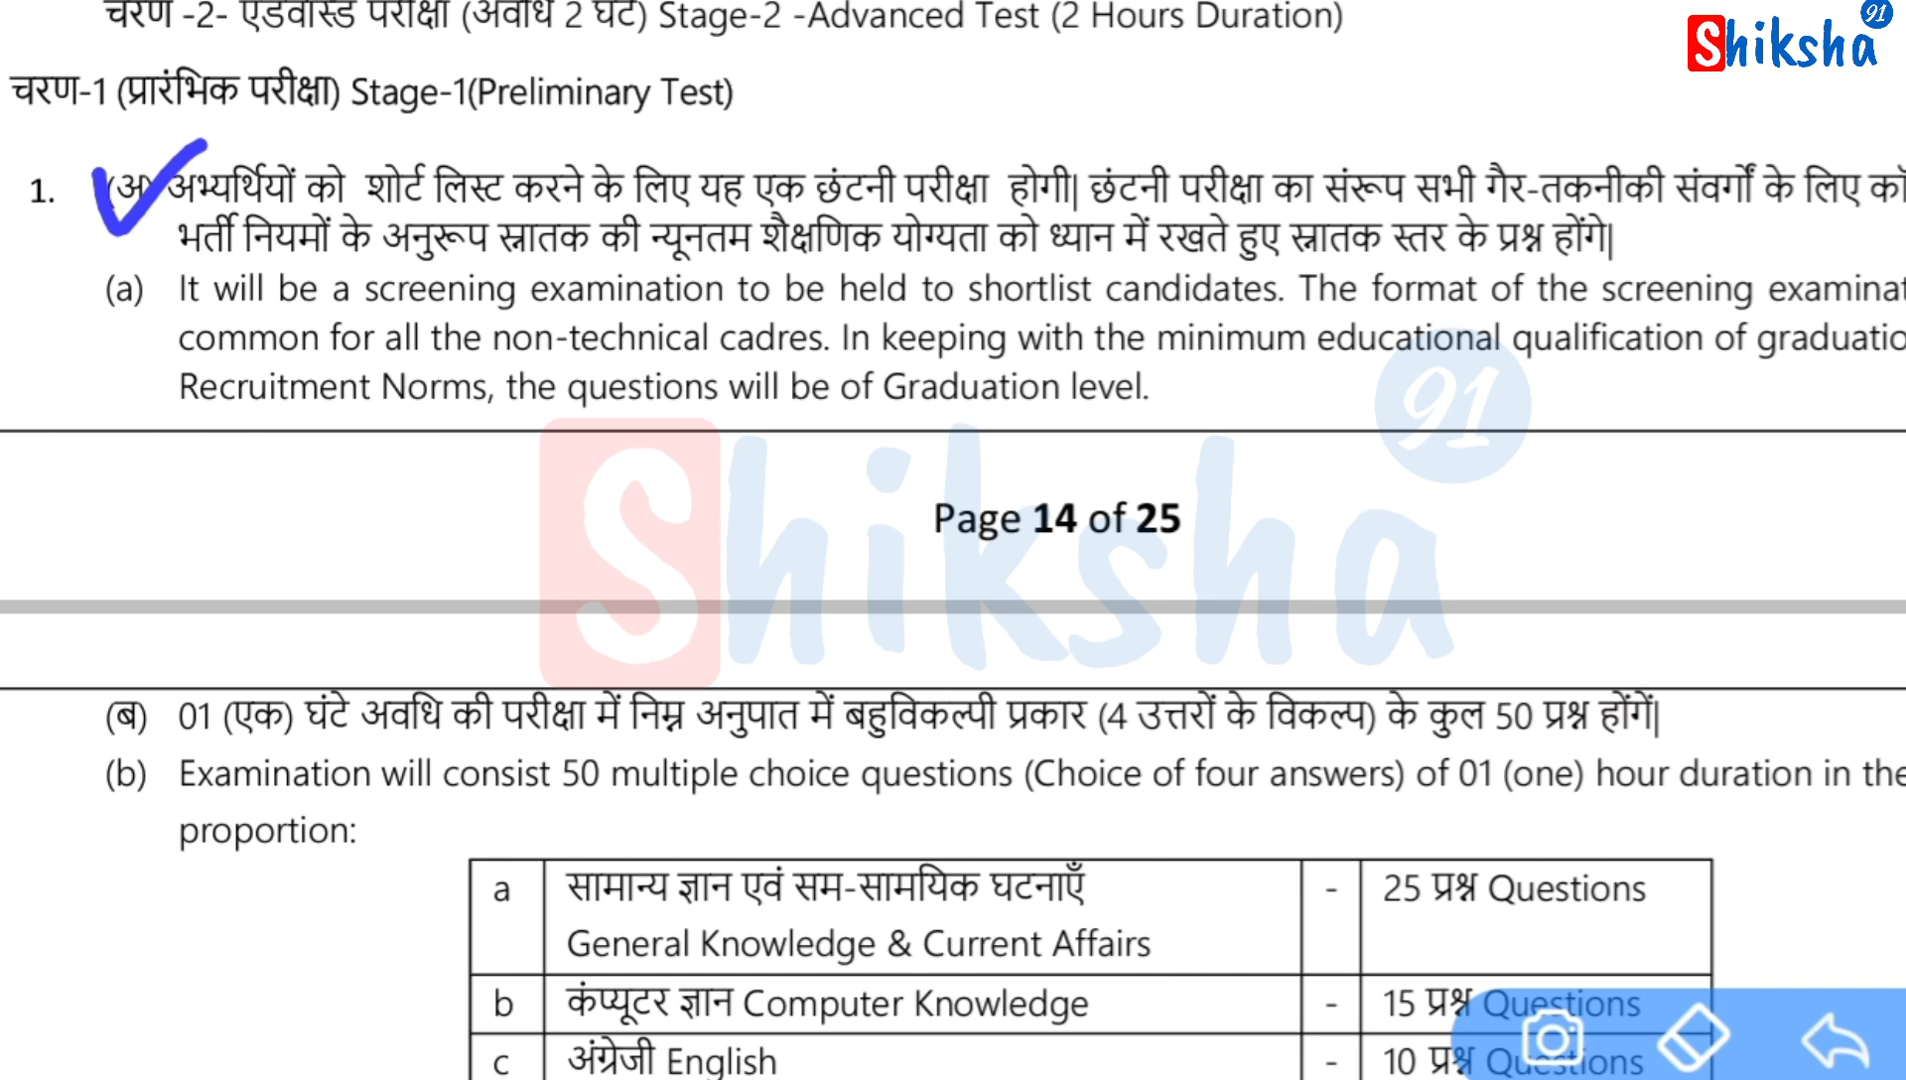 चरण -2- एडवांस्ड परीक्षा (अवधि 2 घंटे) Stage-2 -Advanced Test (2 Hours Duration)
Shiksha 91
चरण-1 (प्रारंभिक परीक्षा) Stage-1(Preliminary Test)
1. (अ) अभ्यर्थियों को शोर्ट लिस्ट करने के लिए यह एक छंटनी परीक्षा होगी| छंटनी परीक्षा का संरूप सभी गैर-तकनीकी संवर्गों के लिए
भर्ती नियमों के अनुरूप स्नातक की न्यूनतम शैक्षणिक योग्यता को ध्यान में रखते हुए स्नातक स्तर के प्रश्न होंगे|
(a) It will be a screening examination to be held to shortlist candidates. The format of the screening examinat
common for all the non-technical cadres. In keeping with the minimum educational qualification of graduatio
Recruitment Norms, the questions will be of Graduation level.
Page 14 of 25
Shiksha 91
(ब) 01 (एक) घंटे अवधि की परीक्षा में निम्न अनुपात में बहुविकल्पी प्रकार (4 उत्तरों के विकल्प) के कुल 50 प्रश्न होंगें|
(b) Examination will consist 50 multiple choice questions (Choice of four answers) of 01 (one) hour duration in the
proportion:
a सामान्य ज्ञान एवं सम-सामयिक घटनाएँ - 25 प्रश्न Questions
General Knowledge & Current Affairs
b कंप्यूटर ज्ञान Computer Knowledge - 15 प्रश्न Questions
c अंग्रेजी English - 10 प्रश्न Questions